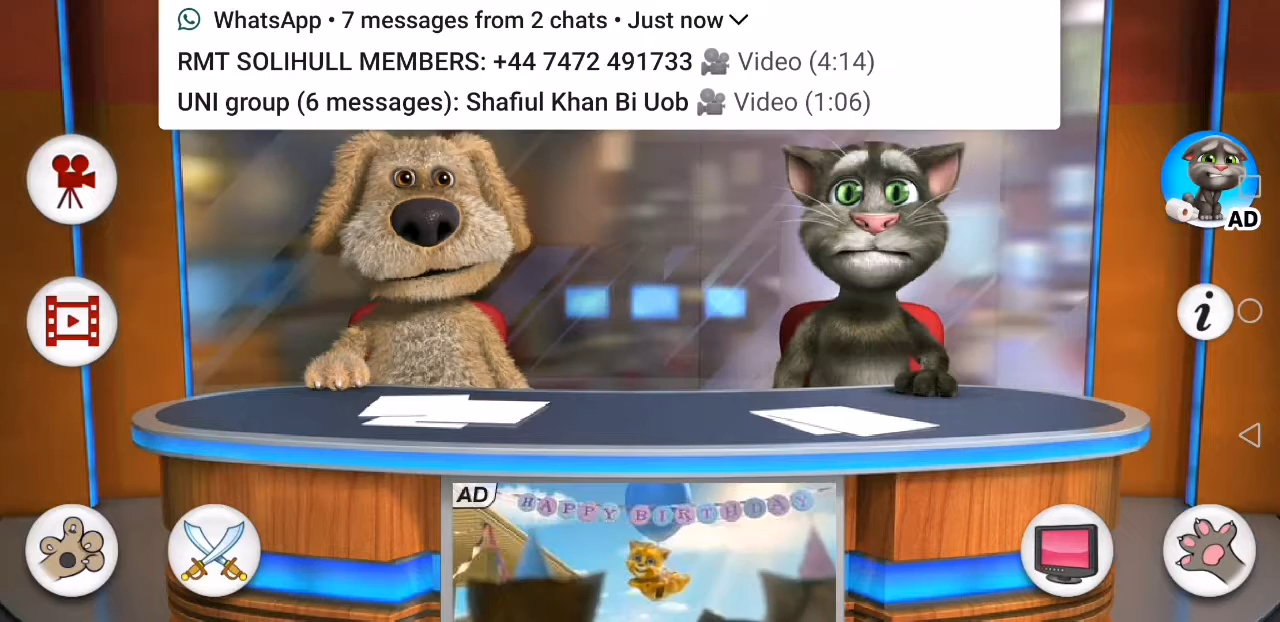 WhatsApp • 7 messages from 2 chats • Just now
RMT SOLIHULL MEMBERS: +44 7472 491733 🎥 Video (4:14)
UNI group (6 messages): Shafiul Khan Bi Uob 🎥 Video (1:06)
AD
i
AD
HAPPY BIRTHDAY